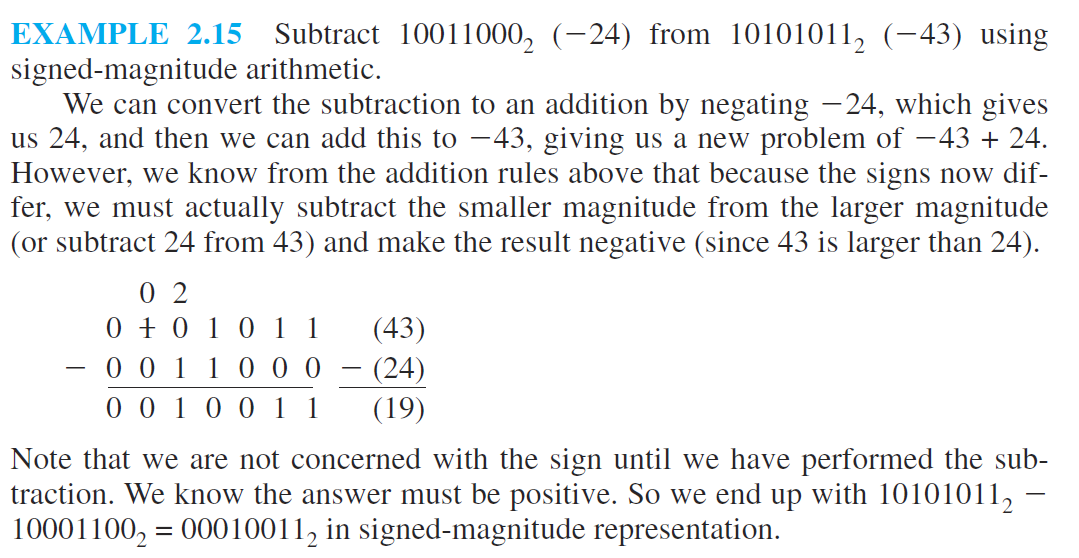 EXAMPLE 2.15 Subtract 10011000₂ (−24) from 10101011₂ (−43) using
signed-magnitude arithmetic.
We can convert the subtraction to an addition by negating −24, which gives
us 24, and then we can add this to −43, giving us a new problem of −43 + 24.
However, we know from the addition rules above that because the signs now dif-
fer, we must actually subtract the smaller magnitude from the larger magnitude
(or subtract 24 from 43) and make the result negative (since 43 is larger than 24).
0 2
0 1 0 1 0 1 1 (43)
− 0 0 1 1 0 0 0 − (24)
0 0 1 0 0 1 1 (19)
Note that we are not concerned with the sign until we have performed the sub-
traction. We know the answer must be positive. So we end up with 10101011₂ −
10001100₂ = 00010011₂ in signed-magnitude representation.